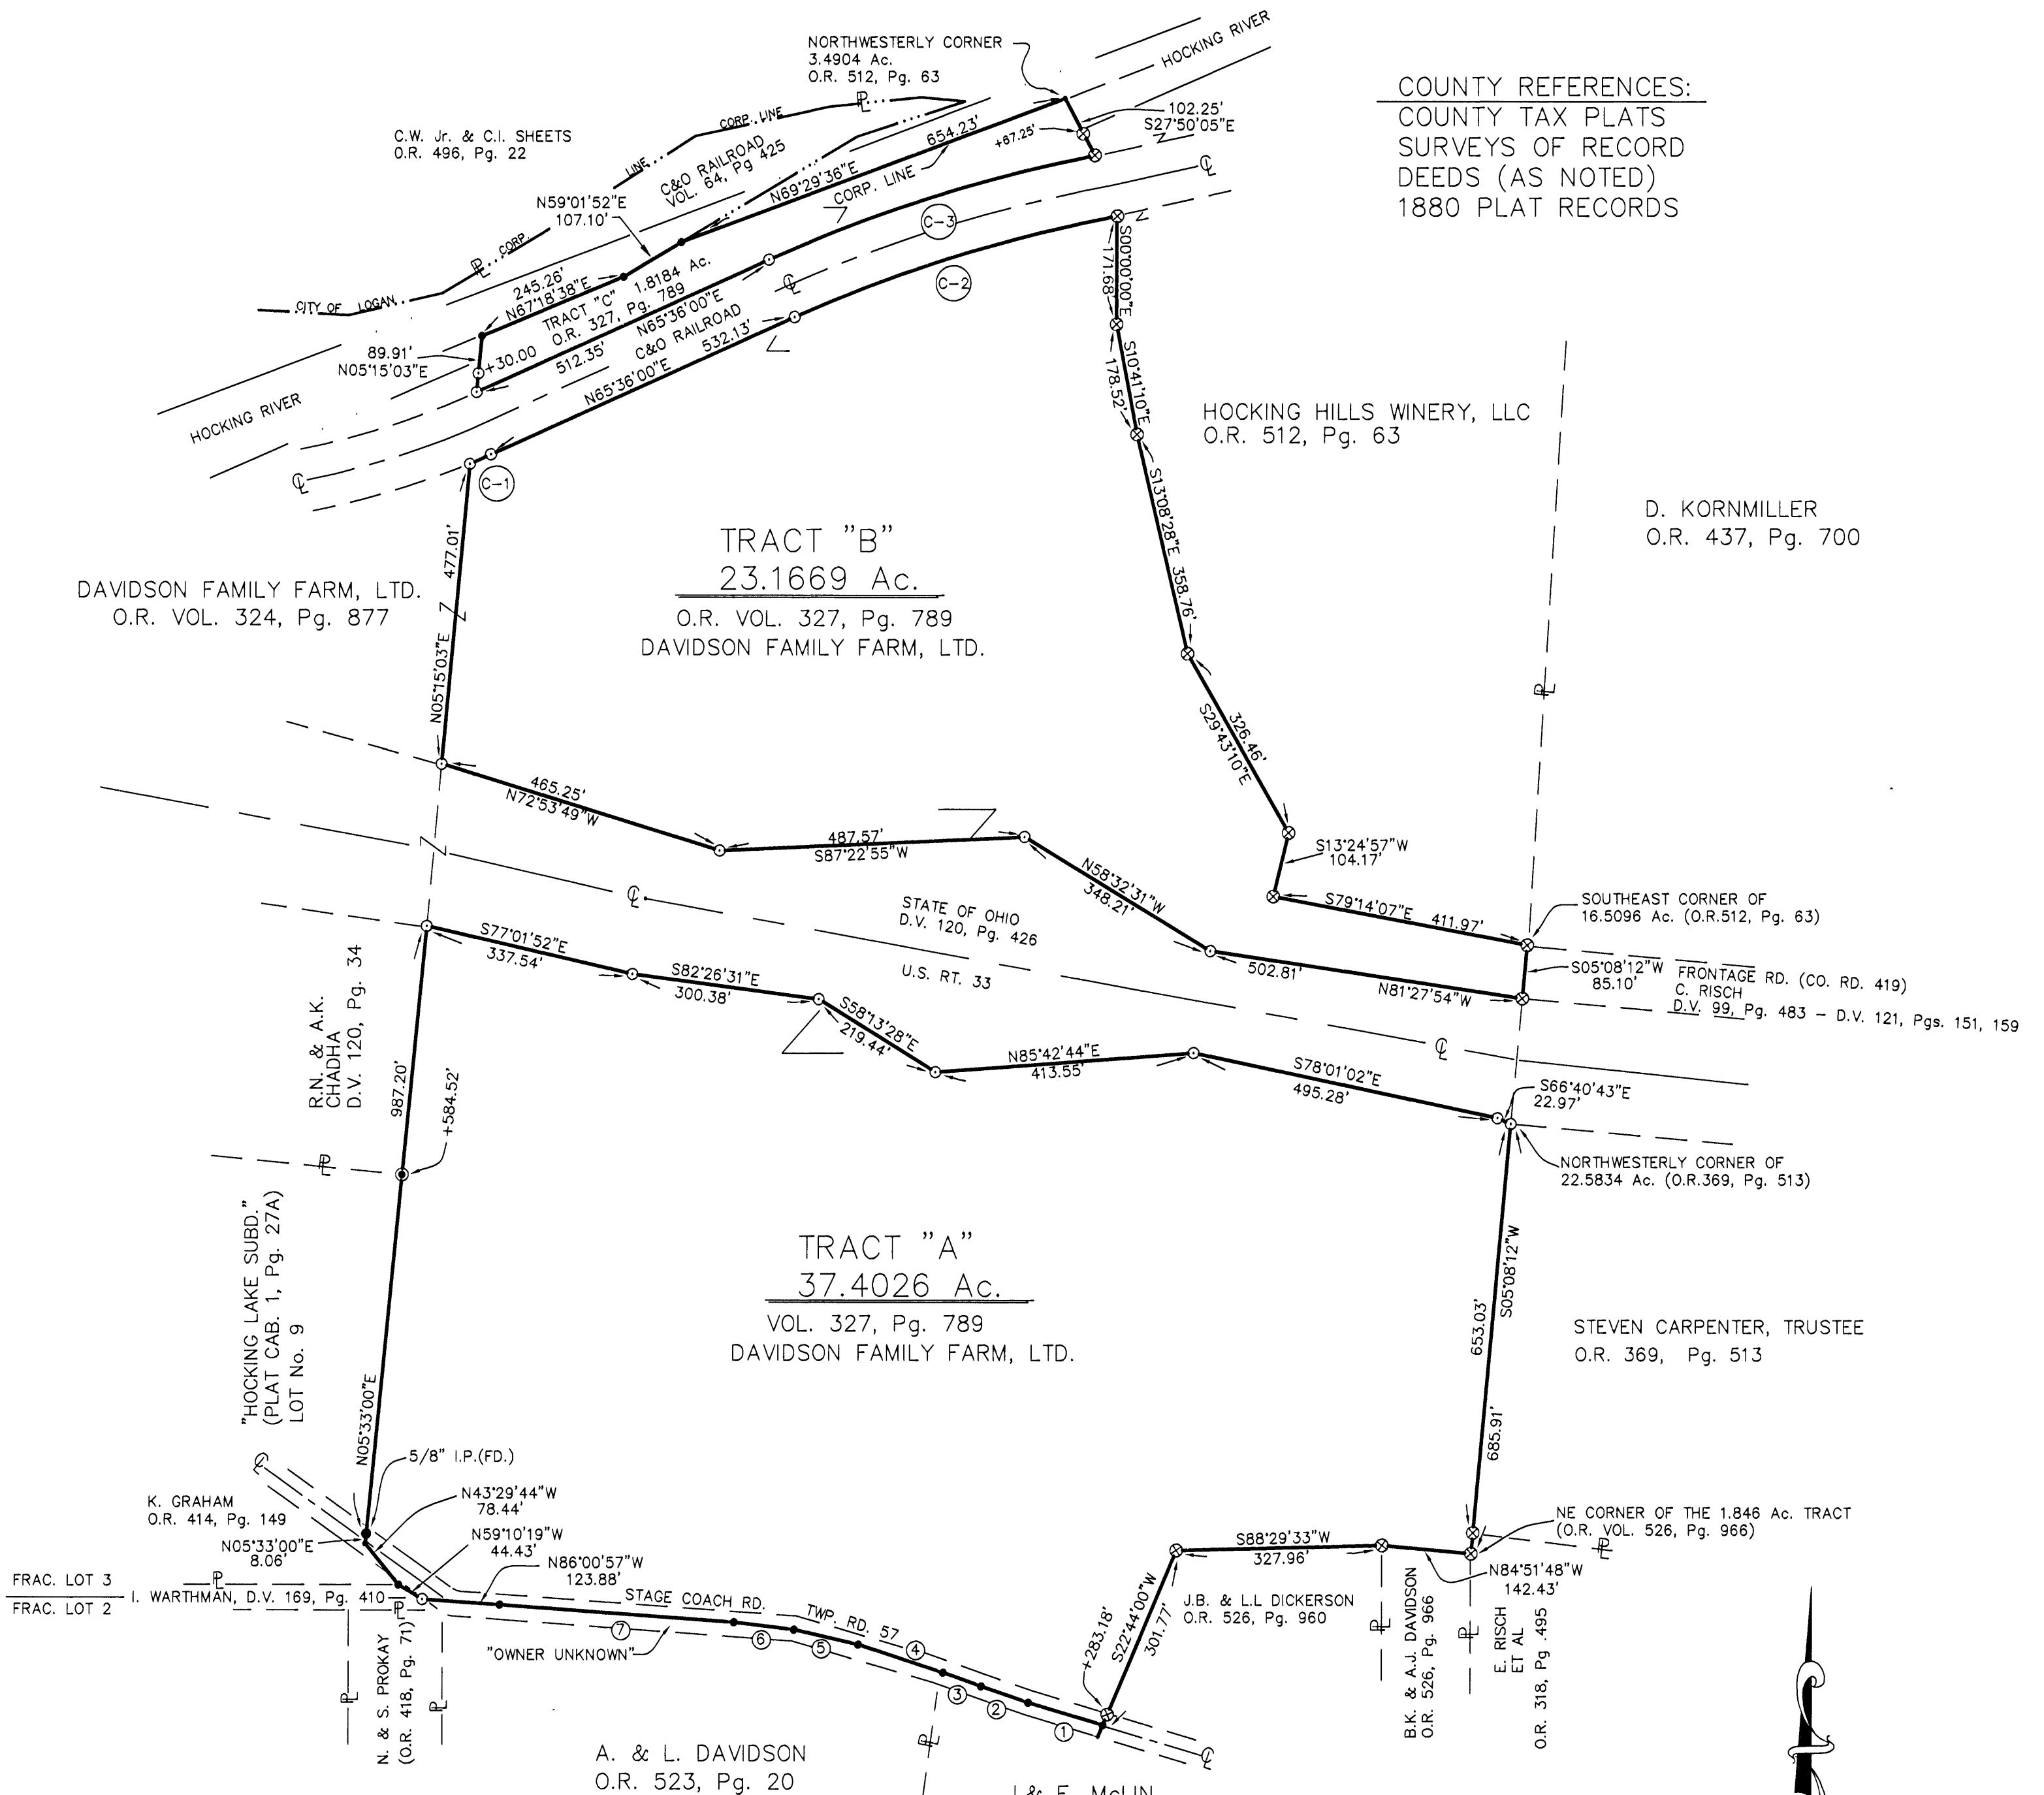 NORTHWESTERLY CORNER
3.4904 Ac.
O.R. 512, Pg. 63
HOCKING RIVER
COUNTY REFERENCES:
COUNTY TAX PLATS
SURVEYS OF RECORD
DEEDS (AS NOTED)
1880 PLAT RECORDS
C.W. Jr. & C.I. SHEETS
O.R. 496, Pg. 22
CORP. LINE
LINE
CORP.
CITY OF LOGAN
C&O RAILROAD
VOL. 64, Pg 425
654.23'
N69°29'36"E
CORP. LINE
102.25'
S27°50'05"E
+67.25'
N59°01'52"E
107.10'
245.26'
N67°18'38"E
TRACT "C" 1.8184 Ac.
O.R. 327, Pg. 789
89.91'
N05°15'03"E
+30.00
N65°36'00"E
512.35'
C&O RAILROAD
532.13'
N65°36'00"E
C-3
C-2
C-1
HOCKING RIVER
S00°00'00"E
171.68'
S10°41'10"E
178.52'
S13°08'28"E 358.76'
326.46'
S29°43'10"E
HOCKING HILLS WINERY, LLC
O.R. 512, Pg. 63
D. KORNMILLER
O.R. 437, Pg. 700
TRACT "B"
23.1669 Ac.
O.R. VOL. 327, Pg. 789
DAVIDSON FAMILY FARM, LTD.
DAVIDSON FAMILY FARM, LTD.
O.R. VOL. 324, Pg. 877
477.01'
N05°15'03"E
465.25'
N72°53'49"W
487.57'
S87°22'55"W
N58°32'31"W
348.21'
S13°24'57"W
104.17'
S79°14'07"E 411.97'
SOUTHEAST CORNER OF
16.5096 Ac. (O.R.512, Pg. 63)
STATE OF OHIO
D.V. 120, Pg. 426
U.S. RT. 33
502.81'
N81°27'54"W
S05°08'12"W
85.10'
FRONTAGE RD. (CO. RD. 419)
C. RISCH
D.V. 99, Pg. 483 - D.V. 121, Pgs. 151, 159
S77°01'52"E
337.54'
S82°26'31"E
300.38'
S58°13'28"E
219.44'
N85°42'44"E
413.55'
S78°01'02"E
495.28'
S66°40'43"E
22.97'
NORTHWESTERLY CORNER OF
22.5834 Ac. (O.R.369, Pg. 513)
R.N. & A.K.
CHADHA
D.V. 120, Pg. 34
987.20'
+584.52'
N05°33'00"E
"HOCKING LAKE SUBD."
(PLAT CAB. 1, Pg. 27A)
LOT No. 9
TRACT "A"
37.4026 Ac.
VOL. 327, Pg. 789
DAVIDSON FAMILY FARM, LTD.
S05°08'12"W
653.03'
685.91'
STEVEN CARPENTER, TRUSTEE
O.R. 369, Pg. 513
5/8" I.P.(FD.)
N43°29'44"W
78.44'
K. GRAHAM
O.R. 414, Pg. 149
N05°33'00"E
8.06'
N59°10'19"W
44.43'
N86°00'57"W
123.88'
FRAC. LOT 3
FRAC. LOT 2
I. WARTHMAN, D.V. 169, Pg. 410
STAGE COACH RD.
TWP. RD. 57
"OWNER UNKNOWN"
7
6
5
4
3
2
1
+283.18'
S22°44'00"W
301.77'
S88°29'33"W
327.96'
J.B. & L.L DICKERSON
O.R. 526, Pg. 960
NE CORNER OF THE 1.846 Ac. TRACT
(O.R. VOL. 526, Pg. 966)
N84°51'48"W
142.43'
B.K. & A.J. DAVIDSON
O.R. 526, Pg. 966
E. RISCH
ET AL
O.R. 318, Pg .495
N. & S. PROKAY
(O.R. 418, Pg. 71)
A. & L. DAVIDSON
O.R. 523, Pg. 20